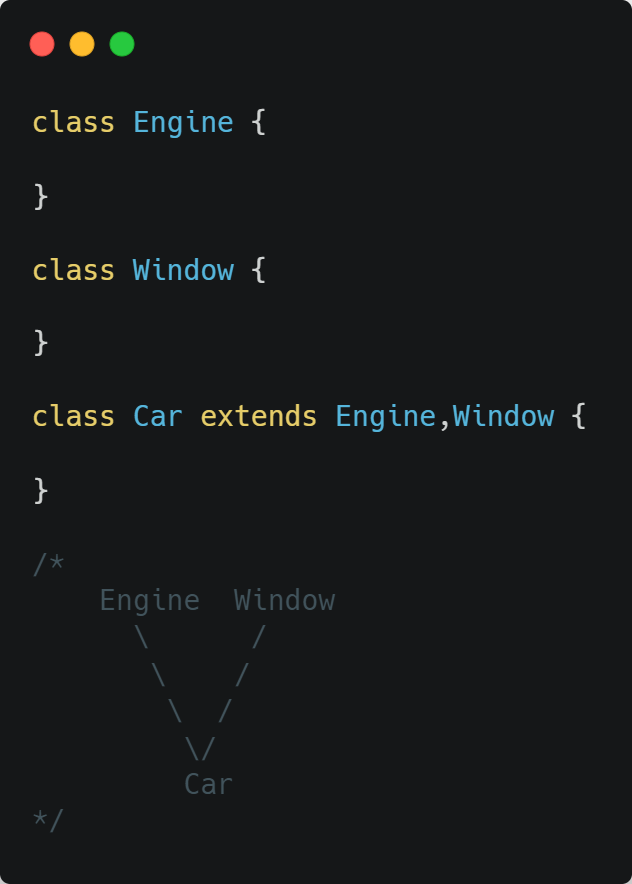 class Engine {

}

class Window {

}

class Car extends Engine,Window {

}

/*
    Engine  Window
      \      /
       \    /
        \  /
         \/
         Car
*/